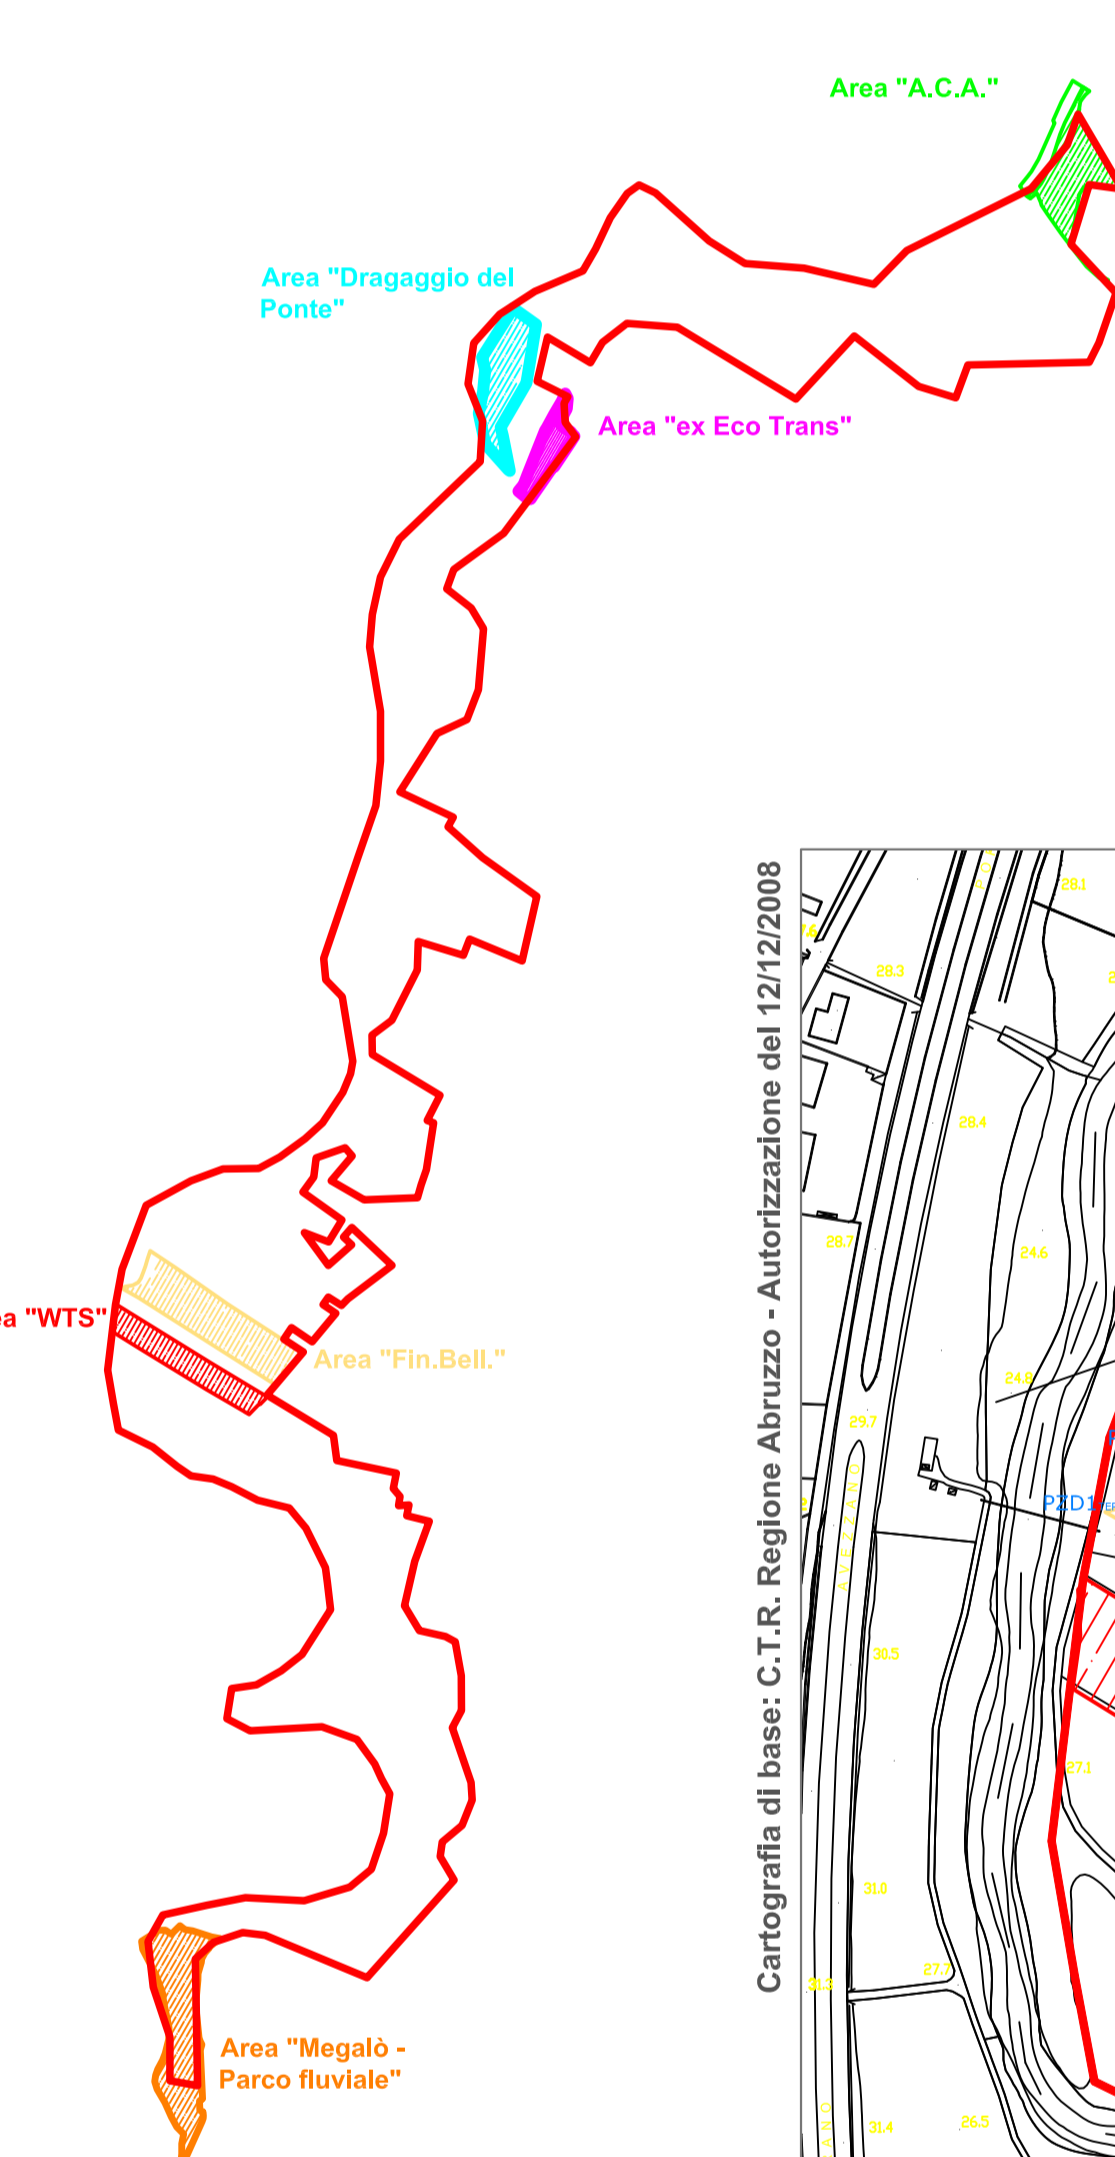 Area "A.C.A."
Area "Dragaggio del
Ponte"
Area "ex Eco Trans"
"WTS"
Area "Fin.Bell."
Area "Megalò -
Parco fluviale"
Cartografia di base: C.T.R. Regione Abruzzo - Autorizzazione del 12/12/2008
28.1
28.3
28.4
28.7
24.6
24.8
29.7
AVEZZANO
PZD1
30.5
27.1
31.0
27.7
31.3
31.4
26.5